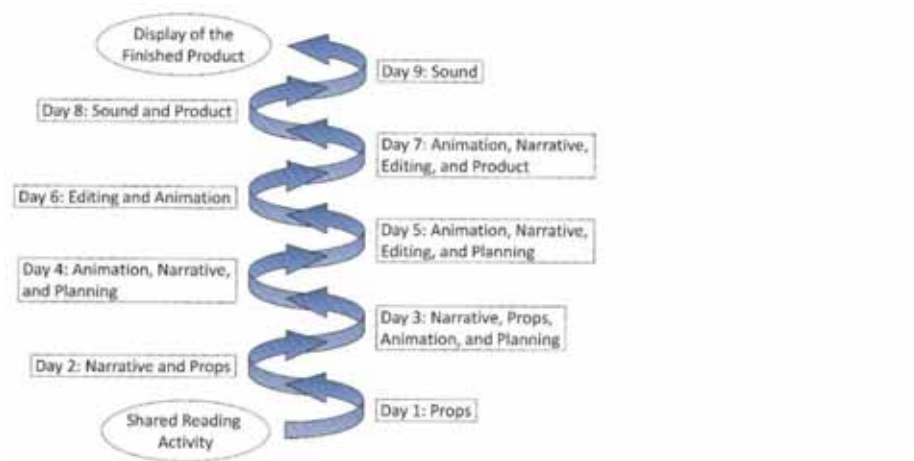 Display of the
Finished Product
Day 9: Sound
Day 8: Sound and Product
Day 7: Animation, Narrative,
Editing, and Product
Day 6: Editing and Animation
Day 5: Animation, Narrative,
Editing, and Planning
Day 4: Animation, Narrative,
and Planning
Day 3: Narrative, Props,
Animation, and Planning
Day 2: Narrative and Props
Day 1: Props
Shared Reading
Activity